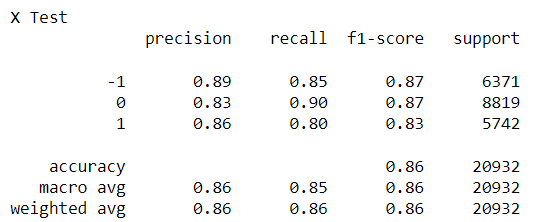 X Test
precision recall f1-score support
-1 0.89 0.85 0.87 6371
0 0.83 0.90 0.87 8819
1 0.86 0.80 0.83 5742
accuracy 0.86 20932
macro avg 0.86 0.85 0.86 20932
weighted avg 0.86 0.86 0.86 20932